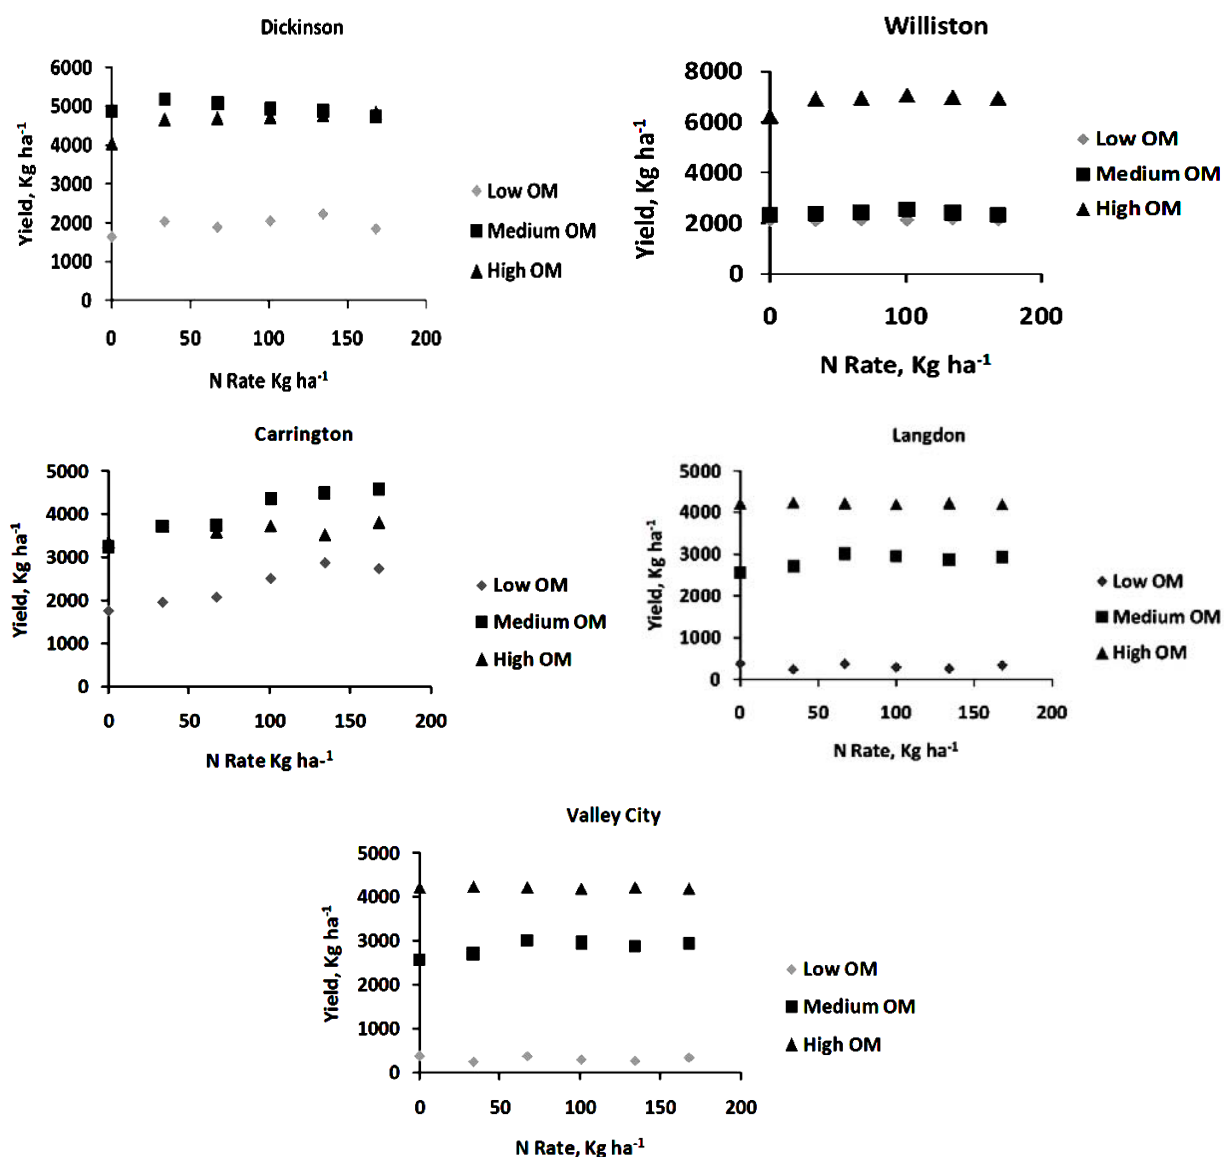 Dickinson
6000
5000
4000
3000
2000
1000
0
Yield, Kg ha-1
0 50 100 150 200
N Rate Kg ha-1
Low OM
Medium OM
High OM
Williston
8000
6000
4000
2000
0
Yield, Kg ha-1
0 100 200
N Rate, Kg ha-1
Low OM
Medium OM
High OM
Carrington
5000
4000
3000
2000
1000
0
Yield, Kg ha-1
0 50 100 150 200
N Rate Kg ha-1
Low OM
Medium OM
High OM
Langdon
5000
4000
3000
2000
1000
0
Yield, Kg ha-1
0 50 100 150 200
N Rate, Kg ha-1
Low OM
Medium OM
High OM
Valley City
5000
4000
3000
2000
1000
0
Yield, Kg ha-1
0 50 100 150 200
N Rate, Kg ha-1
Low OM
Medium OM
High OM